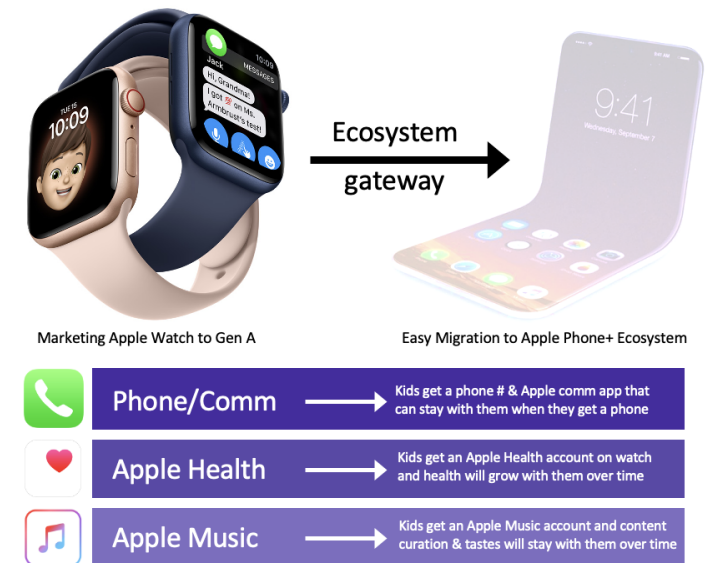 TUE 16
10:09
10:09
MESSAGES
Jack
Hi, Grandma!
I got 💯 on Ms.
Armbrust's test!
Ecosystem
gateway
9:41
Wednesday, September 7
Marketing Apple Watch to Gen A
Easy Migration to Apple Phone+ Ecosystem
Phone/Comm
Kids get a phone # & Apple comm app that
can stay with them when they get a phone
Apple Health
Kids get an Apple Health account on watch
and health will grow with them over time
Apple Music
Kids get an Apple Music account and content
curation & tastes will stay with them over time